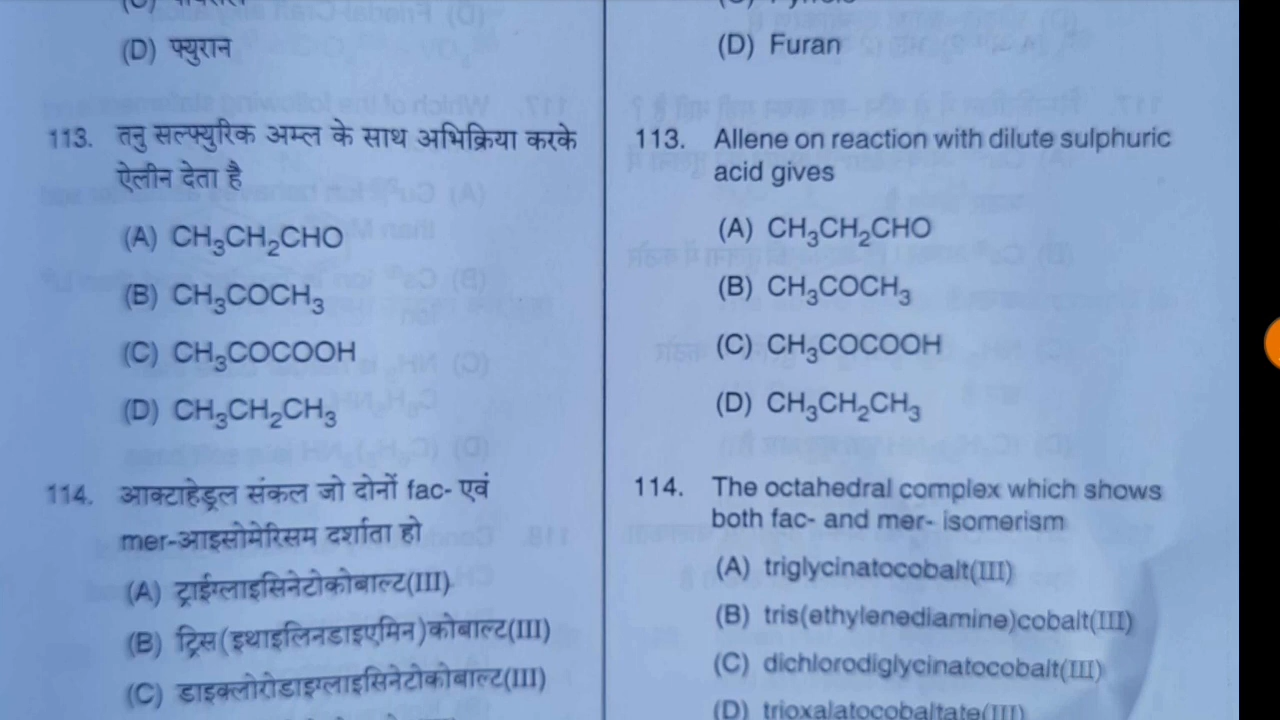 (D) फ्युरान
113. तनु सल्फ्युरिक अम्ल के साथ अभिक्रिया करके
ऐलीन देता है
(A) CH₃CH₂CHO
(B) CH₃COCH₃
(C) CH₃COCOOH
(D) CH₃CH₂CH₃
114. आक्टाहेड्रल संकल जो दोनों fac- एवं
mer-आइसोमेरिसम दर्शाता हो
(A) ट्राईग्लाइसिनेटोकोबाल्ट(III)
(B) ट्रिस(इथाइलिनडाइएमिन)कोबाल्ट(III)
(C) डाइक्लोरोडाइग्लाइसिनेटोकोबाल्ट(III)
(D) Furan
113. Allene on reaction with dilute sulphuric
acid gives
(A) CH₃CH₂CHO
(B) CH₃COCH₃
(C) CH₃COCOOH
(D) CH₃CH₂CH₃
114. The octahedral complex which shows
both fac- and mer- isomerism
(A) triglycinatocobalt(III)
(B) tris(ethylenediamine)cobalt(III)
(C) dichlorodiglycinatocobalt(III)
(D) trioxalatocobaltate(III)